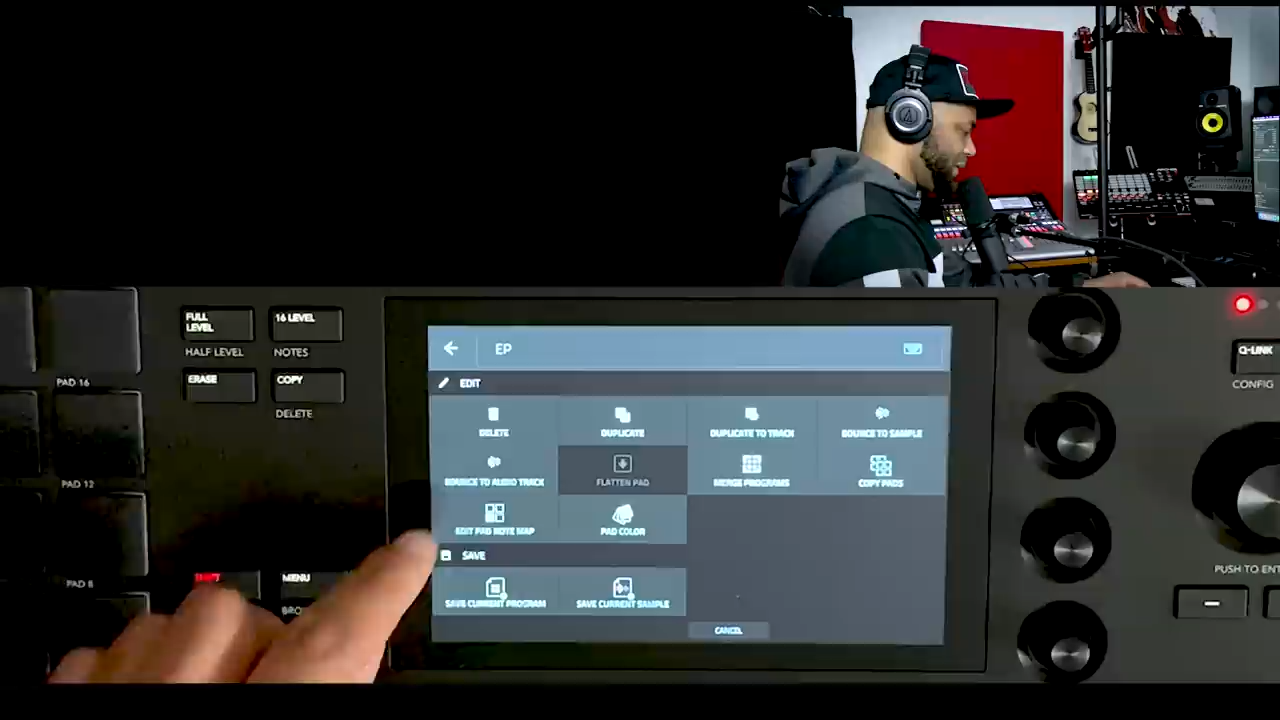 FULL
LEVEL
16 LEVEL
HALF LEVEL
NOTES
ERASE
COPY
DELETE
PAD 16
PAD 12
PAD 8
SHIFT
MENU
EP
EDIT
DELETE
DUPLICATE
DUPLICATE TO TRACK
BOUNCE TO SAMPLE
BOUNCE TO AUDIO TRACK
FLATTEN PAD
MERGE PROGRAMS
COPY PADS
EDIT PAD NOTE MAP
PAD COLOR
SAVE
SAVE CURRENT PROGRAM
SAVE CURRENT SAMPLE
CANCEL
Q-LINK
CONFIG
PUSH TO ENT